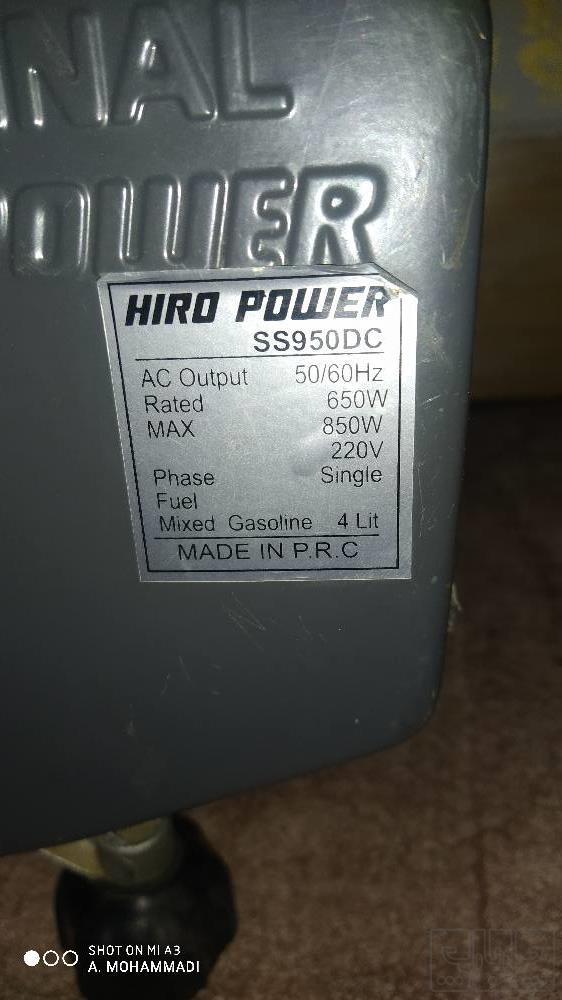 NAL
POWER
HIRO POWER
SS950DC
AC Output 50/60Hz
Rated 650W
MAX 850W
220V
Phase Single
Fuel
Mixed Gasoline 4 Lit
MADE IN P.R.C
SHOT ON MI A3
A. MOHAMMADI